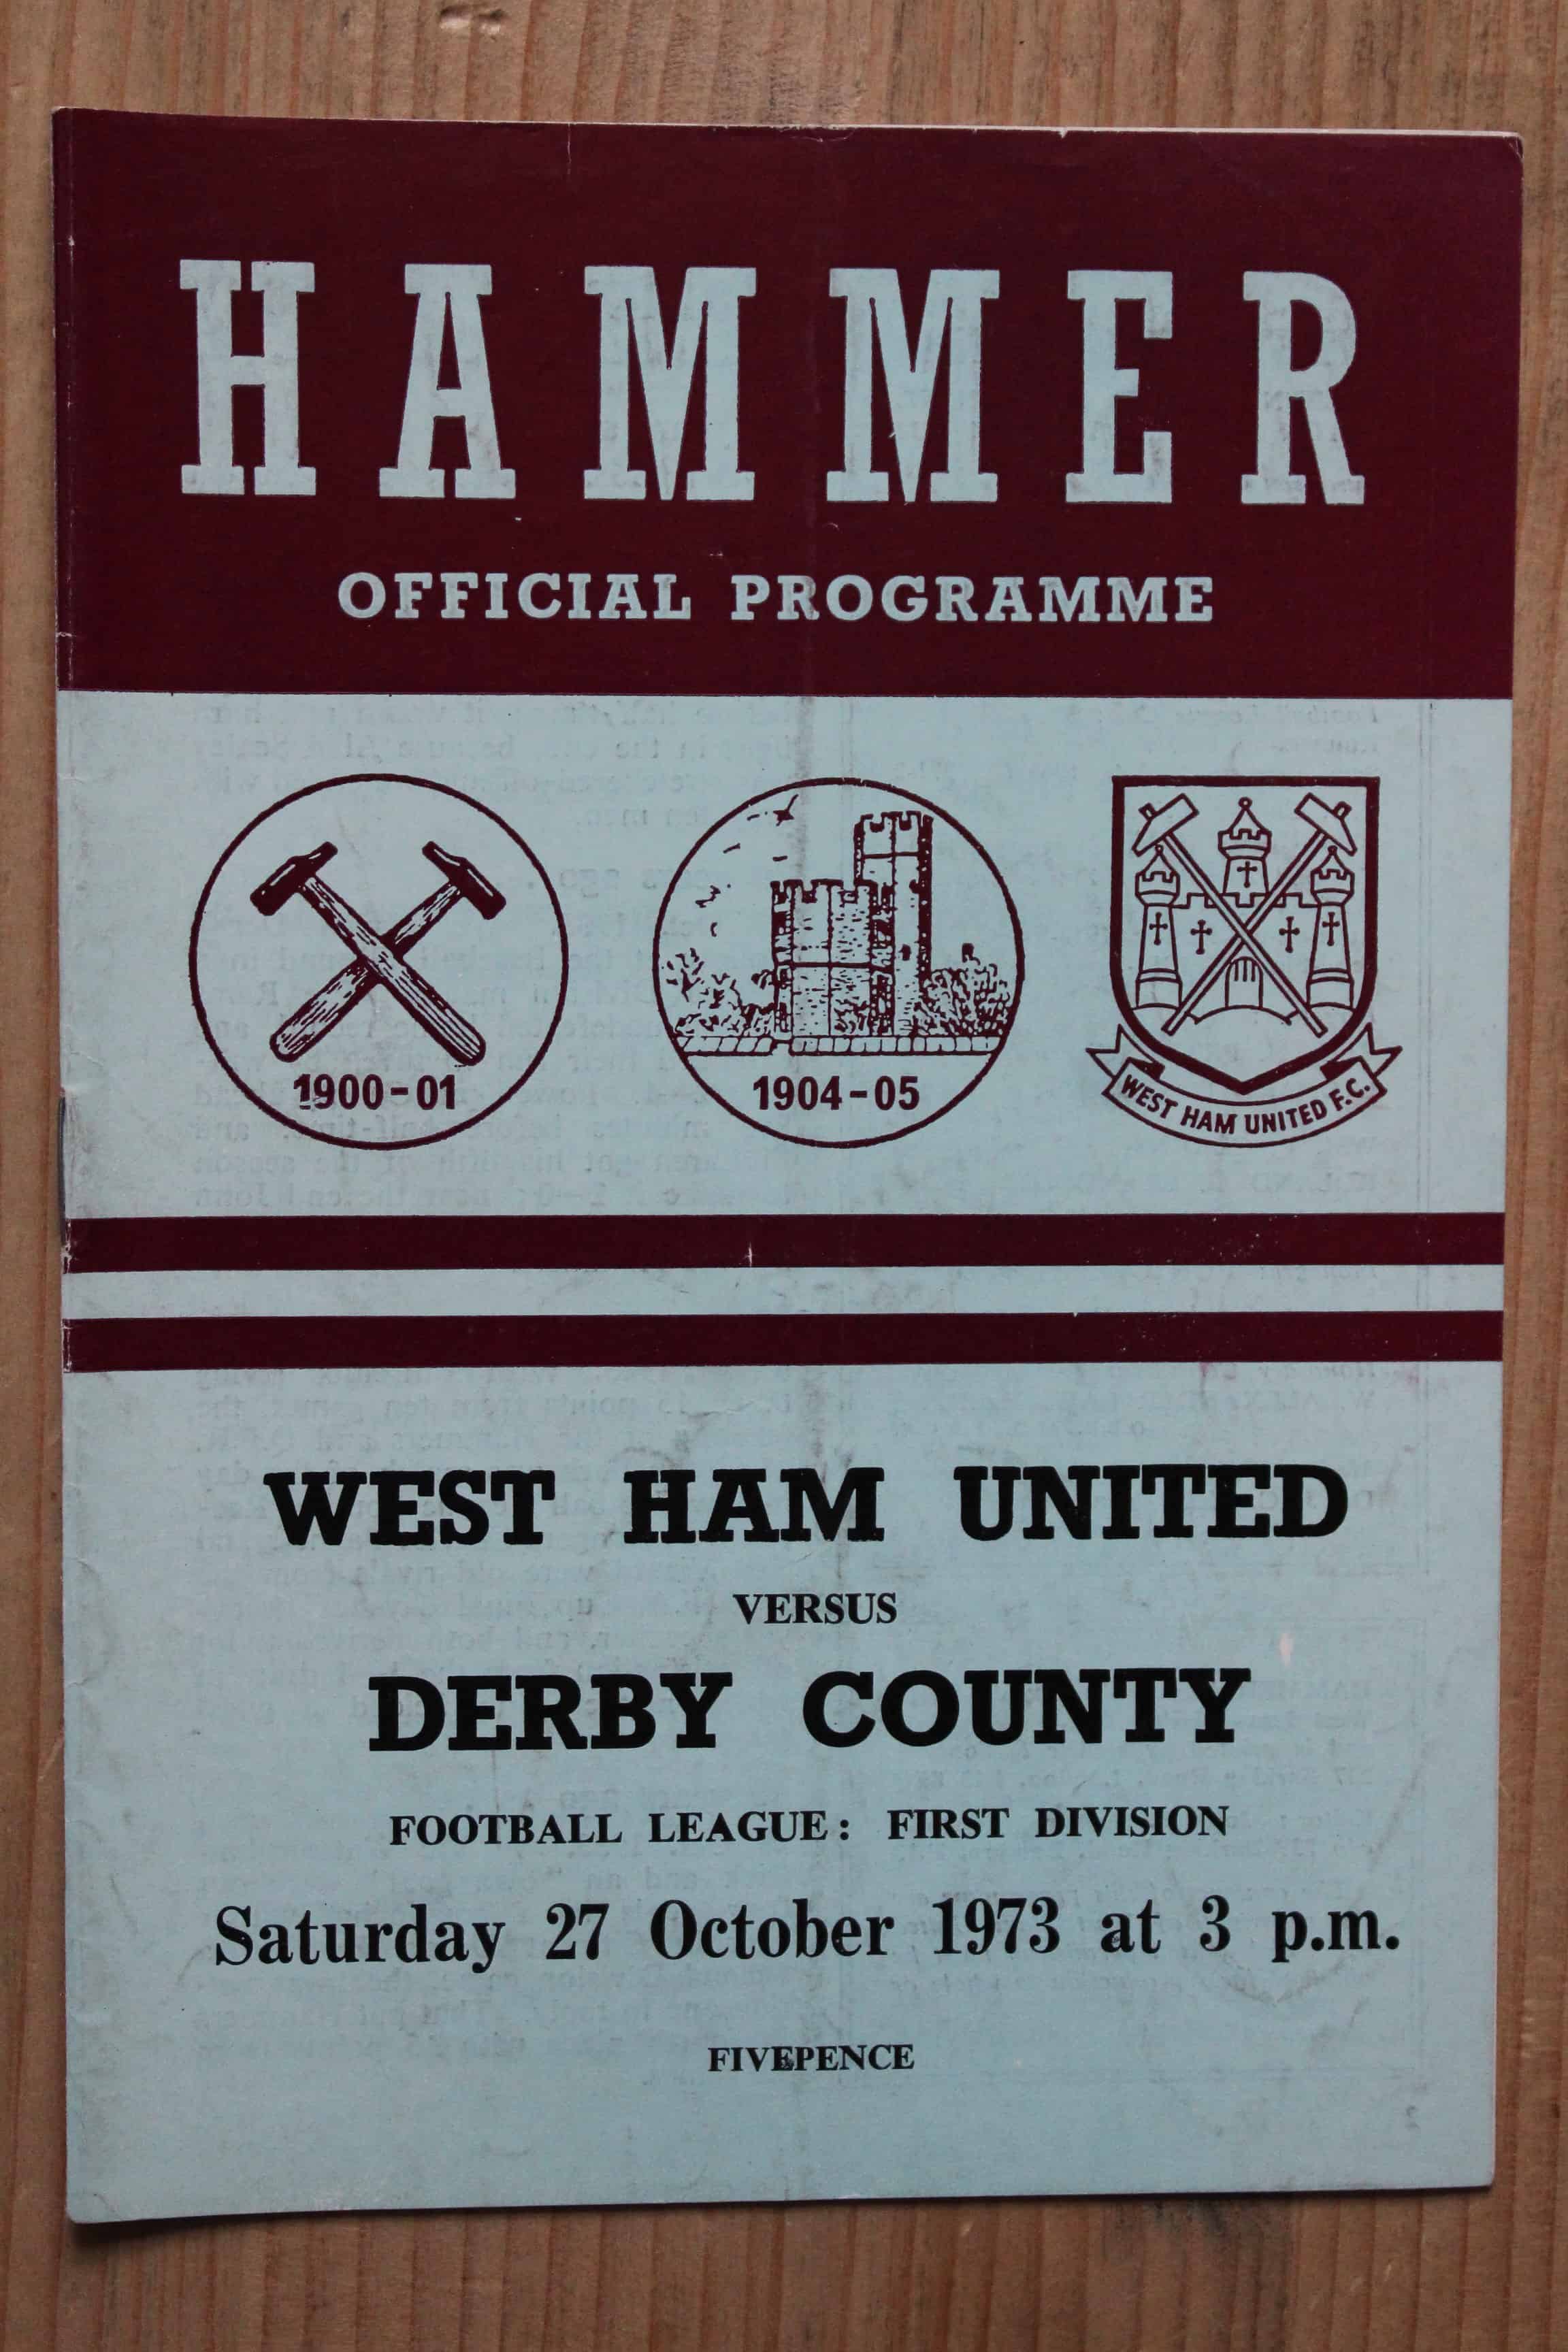 HAMMER
OFFICIAL PROGRAMME
1900-01
1904-05
WEST HAM UNITED F.C.
WEST HAM UNITED
VERSUS
DERBY COUNTY
FOOTBALL LEAGUE: FIRST DIVISION
Saturday 27 October 1973 at 3 p.m.
FIVEPENCE